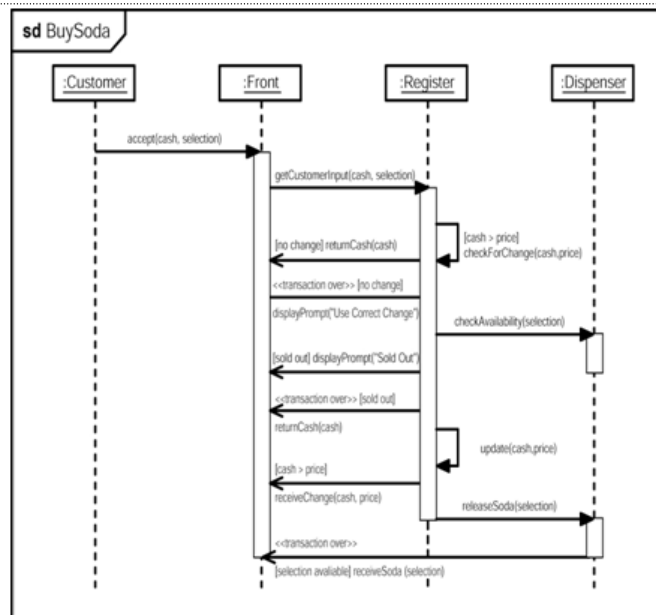 sd BuySoda
:Customer
:Front
:Register
:Dispenser
accept(cash, selection)
getCustomerInput(cash, selection)
[cash > price]
checkForChange(cash,price)
[no change] returnCash(cash)
<<transaction over>> [no change]
displayPrompt("Use Correct Change")
checkAvailability(selection)
[sold out] displayPrompt("Sold Out")
<<transaction over>> [sold out]
returnCash(cash)
update(cash,price)
[cash > price]
receiveChange(cash, price)
releaseSoda(selection)
<<transaction over>>
[selection avaliable] receiveSoda (selection)